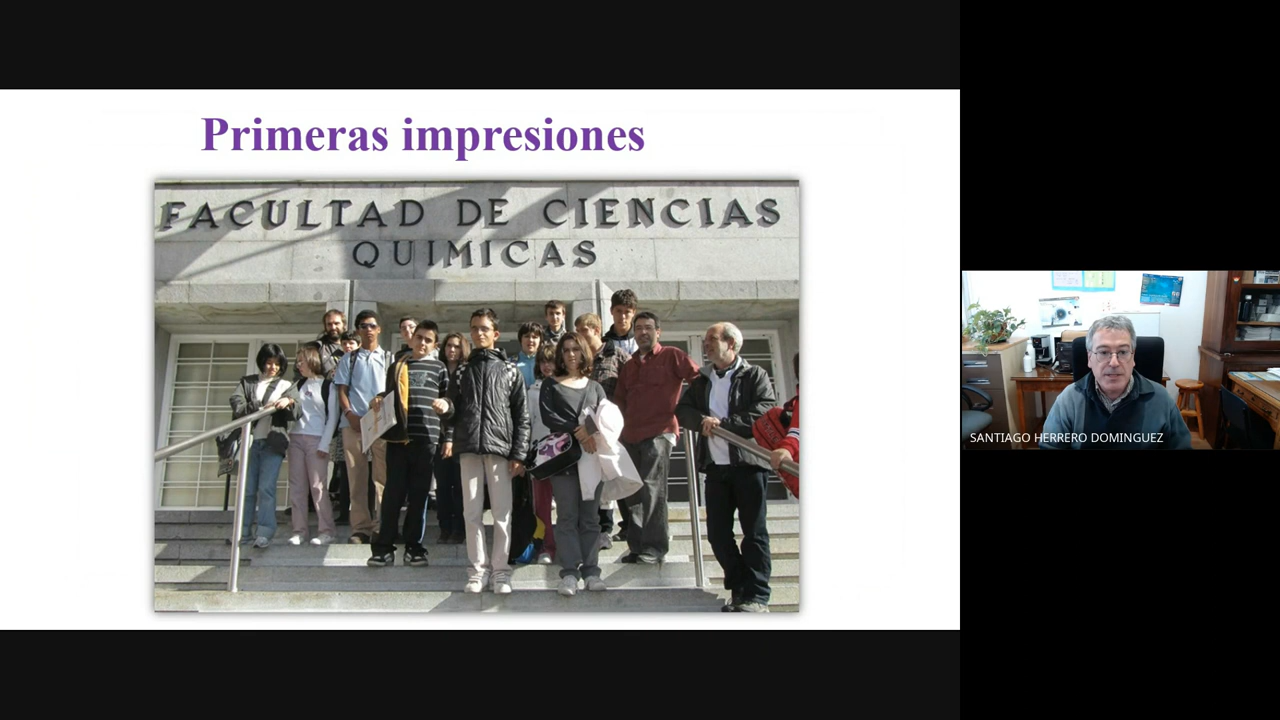 Primeras impresiones
FACULTAD DE CIENCIAS
QUIMICAS
SANTIAGO HERRERO DOMINGUEZ